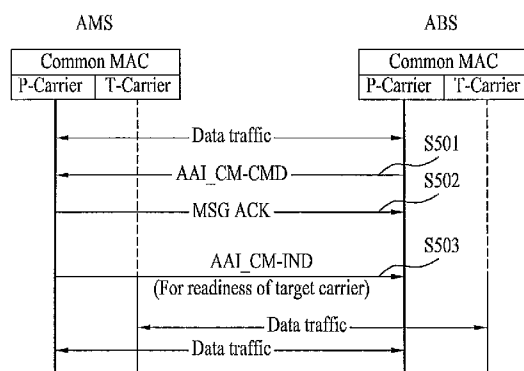 AMS
ABS
Common MAC
P-Carrier
T-Carrier
Common MAC
P-Carrier
T-Carrier
Data traffic
S501
AAI_CM-CMD
S502
MSG ACK
S503
AAI_CM-IND
(For readiness of target carrier)
Data traffic
Data traffic